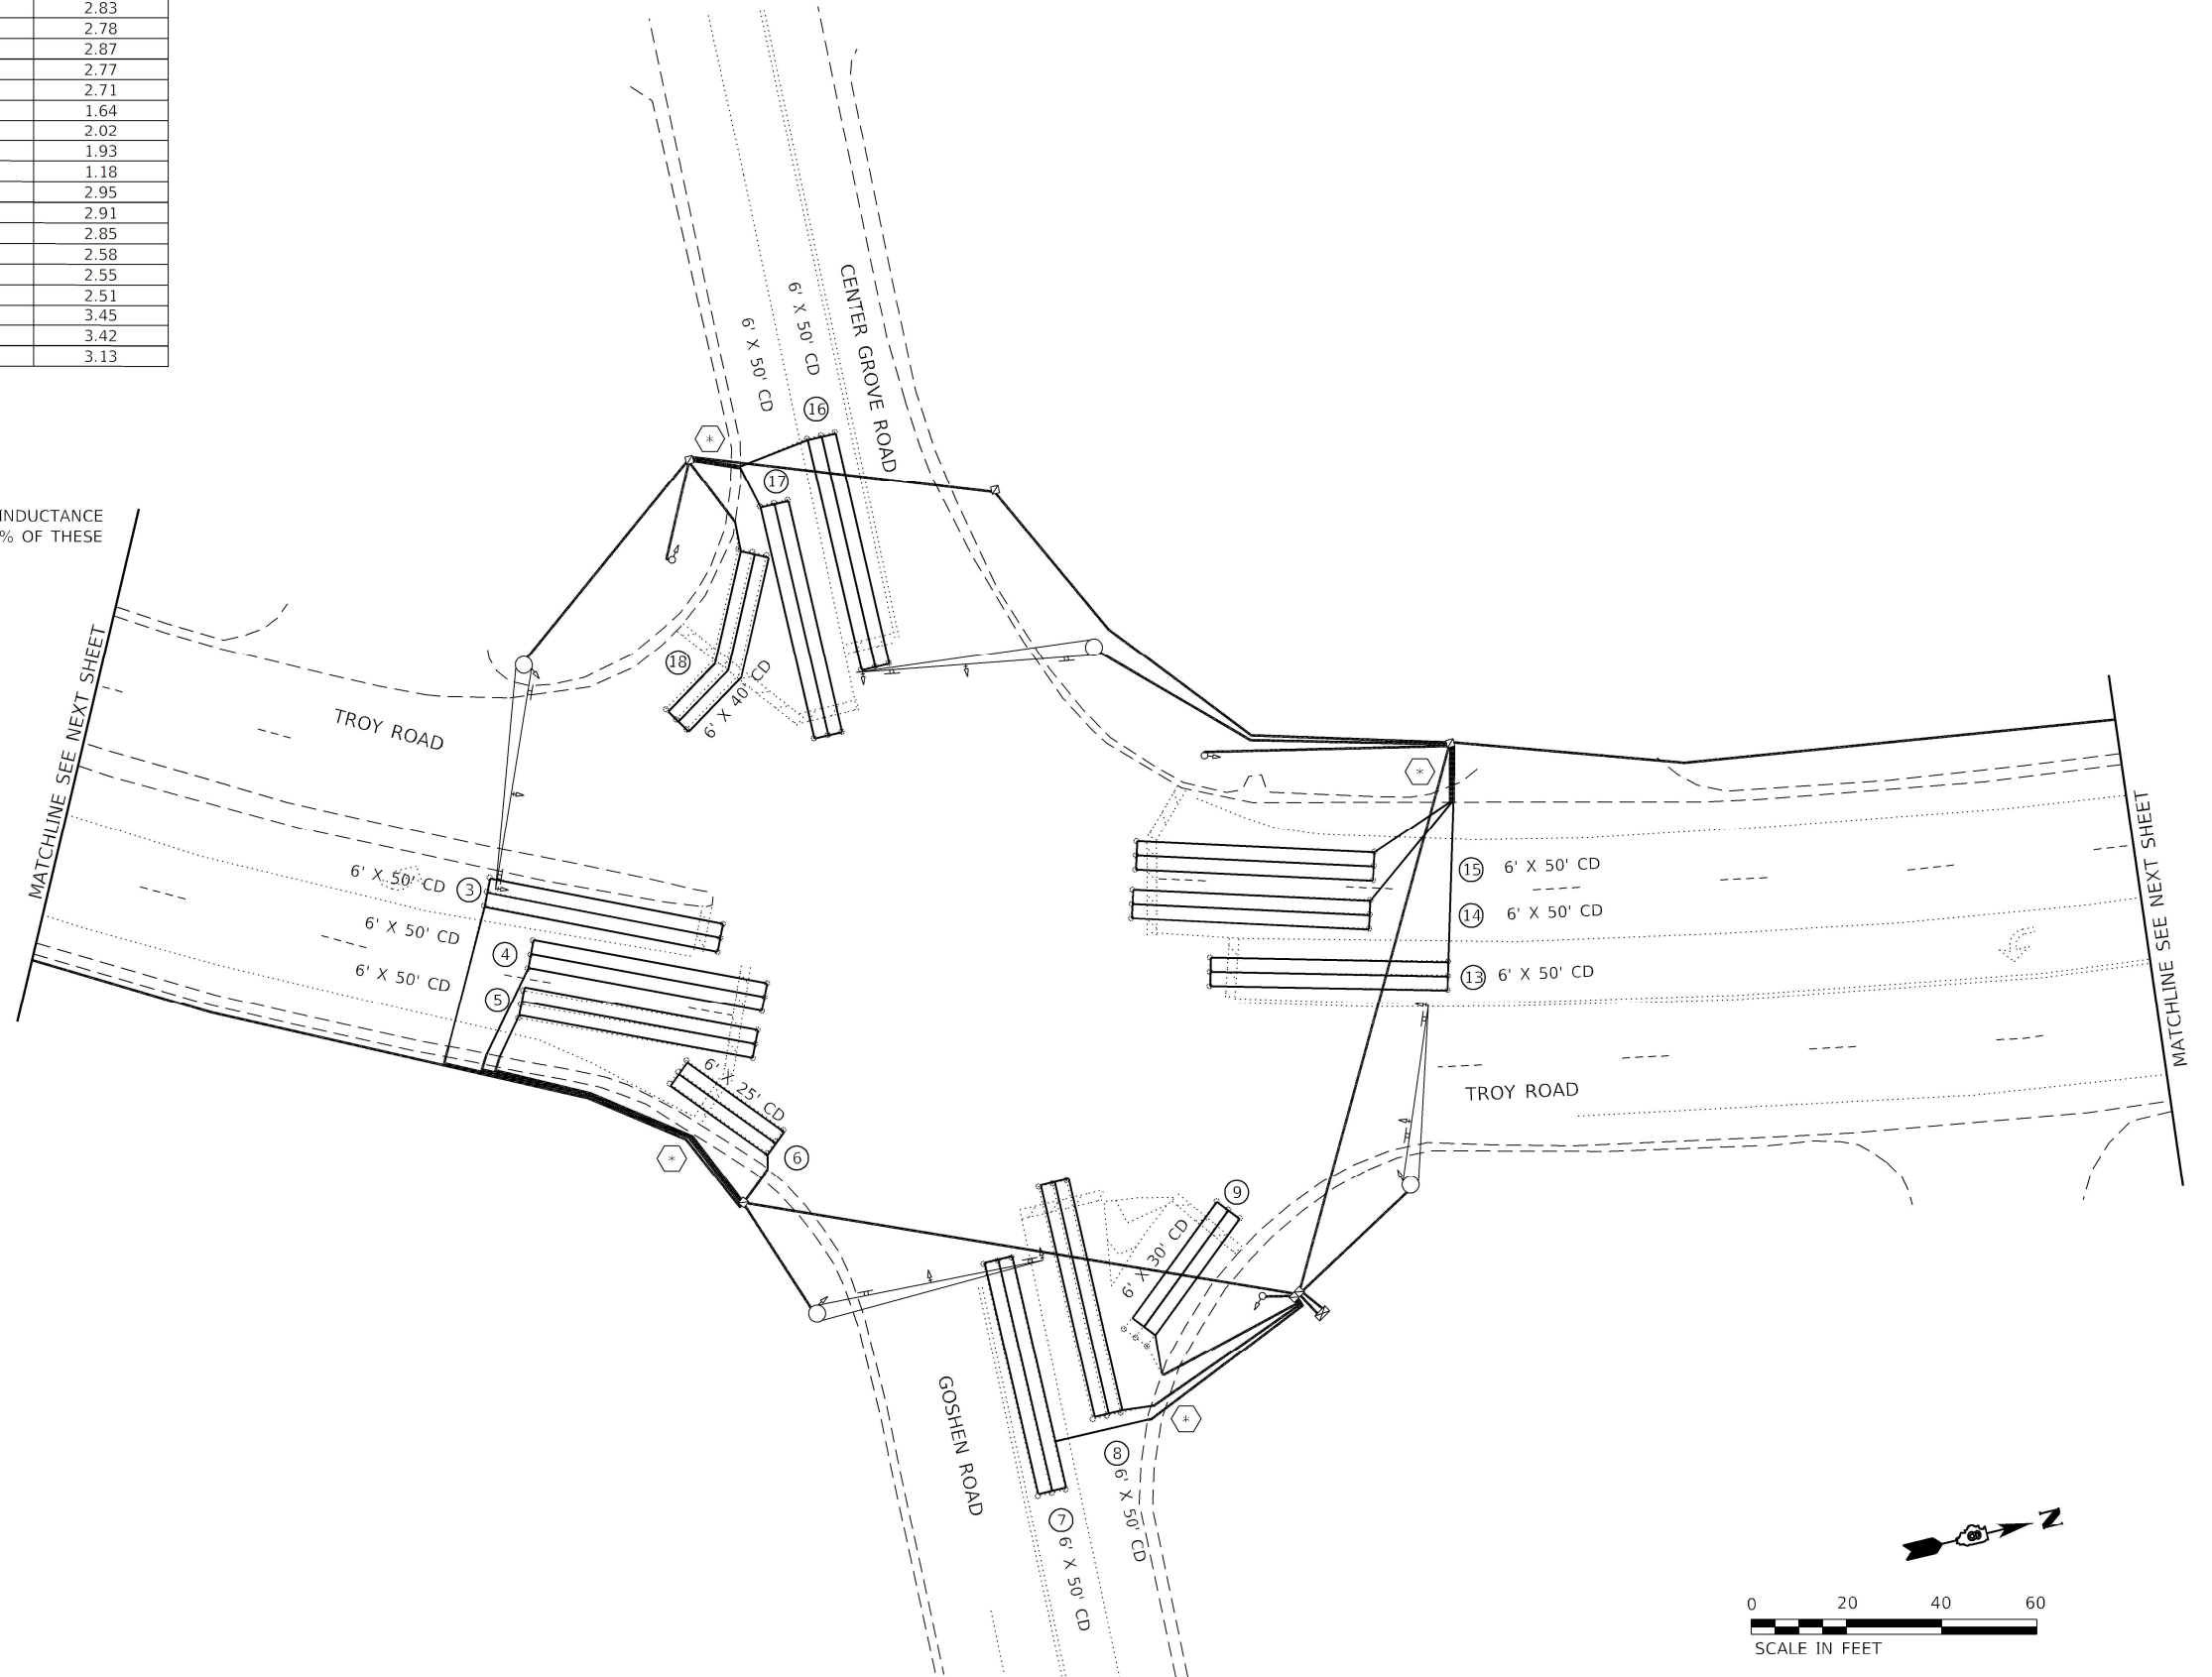 2.83
2.78
2.87
2.77
2.71
1.64
2.02
1.93
1.18
2.95
2.91
2.85
2.58
2.55
2.51
3.45
3.42
3.13
INDUCTANCE
% OF THESE
CENTER GROVE ROAD
6' X 50' CD
6' X 50' CD
16
*
17
18
6' X 40' CD
MATCHLINE SEE NEXT SHEET
TROY ROAD
6' X 50' CD
3
6' X 50' CD
4
6' X 50' CD
5
6' X 25' CD
6
*
*
15
6' X 50' CD
14
6' X 50' CD
13
6' X 50' CD
MATCHLINE SEE NEXT SHEET
TROY ROAD
9
6' X 30' CD
*
GOSHEN ROAD
8
6' X 50' CD
7
6' X 50' CD
N
0 20 40 60
SCALE IN FEET